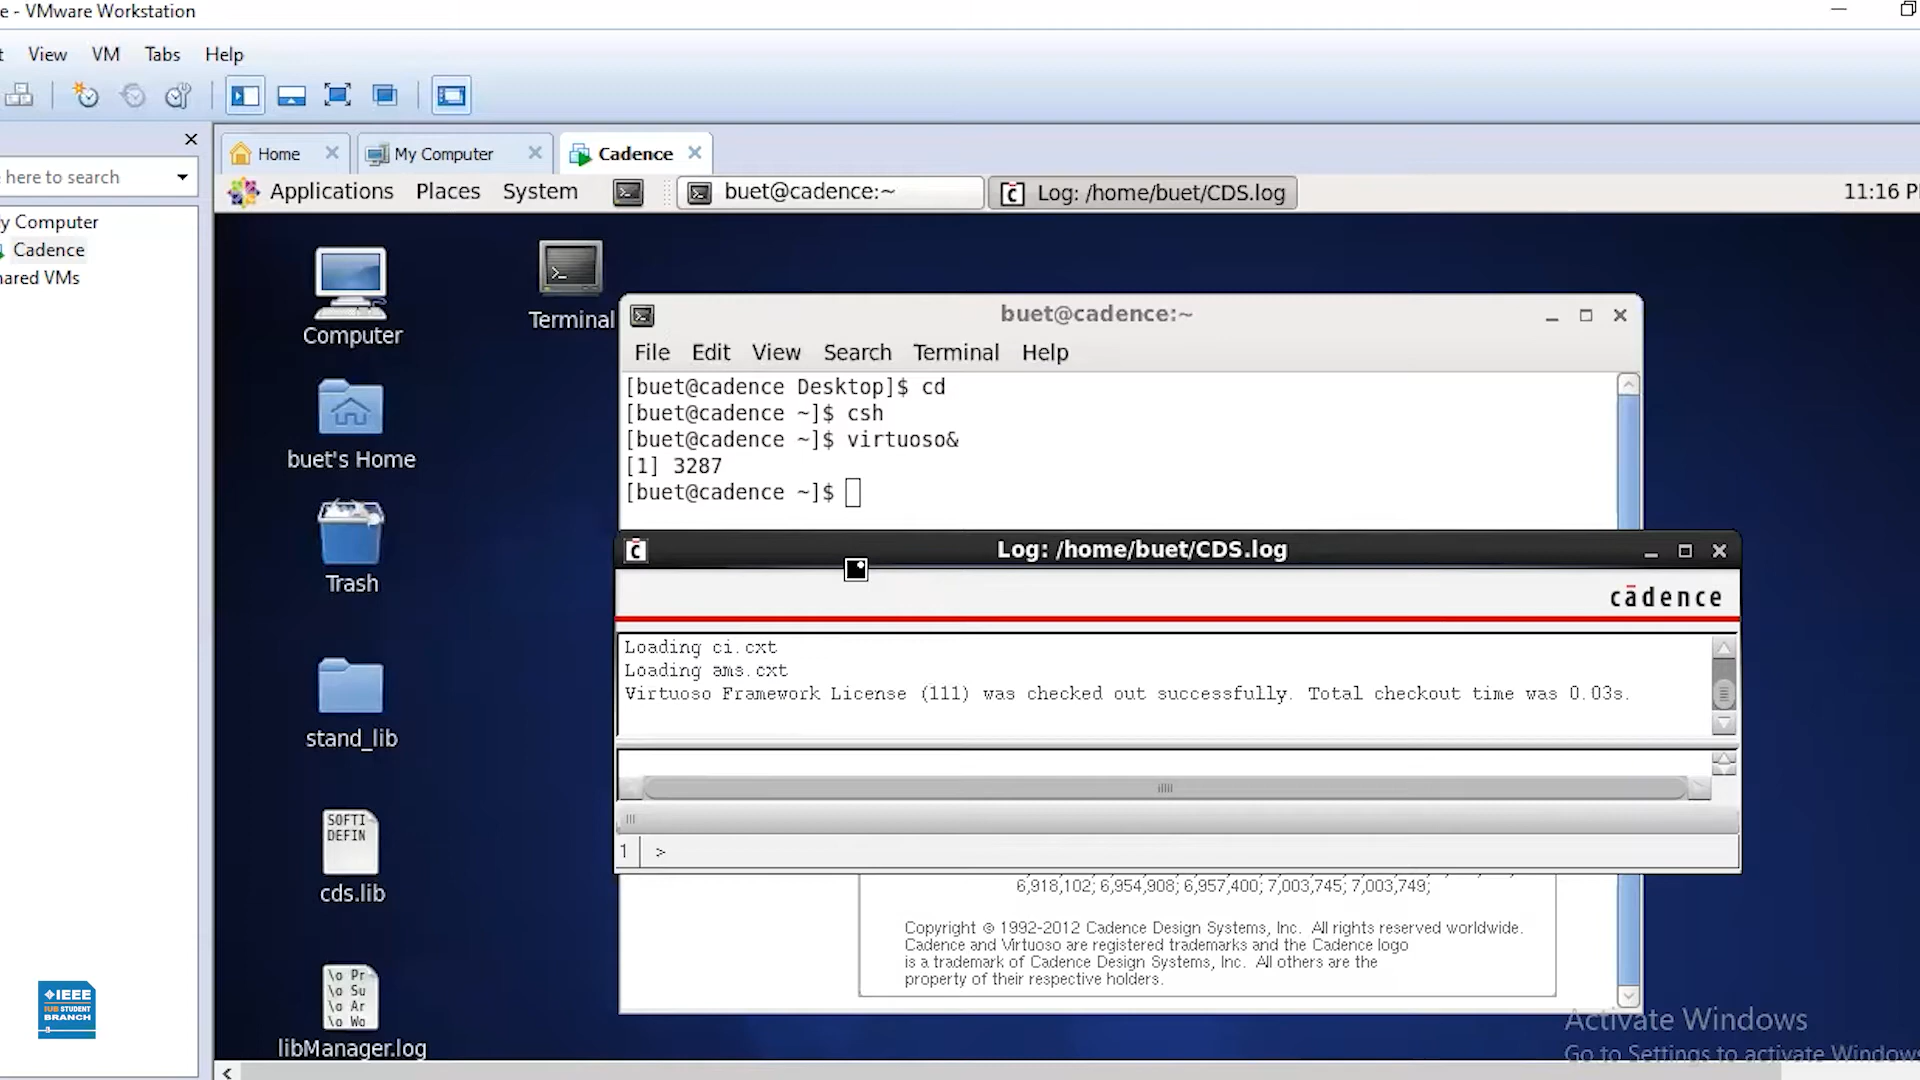 e - VMware Workstation
t View VM Tabs Help
Home
My Computer
Cadence
here to search
y Computer
Cadence
hared VMs
Applications Places System
buet@cadence:~
Log: /home/buet/CDS.log
11:16 P
Computer
Terminal
buet's Home
Trash
stand_lib
SOFTI
DEFIN
cds.lib
\o Pr
\o Su
\o Ar
\o Wo
libManager.log
buet@cadence:~
File Edit View Search Terminal Help
[buet@cadence Desktop]$ cd
[buet@cadence ~]$ csh
[buet@cadence ~]$ virtuoso&
[1] 3287
[buet@cadence ~]$
Log: /home/buet/CDS.log
cādence
Loading ci.cxt
Loading ams.cxt
Virtuoso Framework License (111) was checked out successfully. Total checkout time was 0.03s.
1 >
6,918,102; 6,954,908; 6,957,400; 7,003,745; 7,003,749;
Copyright © 1992-2012 Cadence Design Systems, Inc. All rights reserved worldwide.
Cadence and Virtuoso are registered trademarks and the Cadence logo
is a trademark of Cadence Design Systems, Inc. All others are the
property of their respective holders.
IEEE
IUB STUDENT
BRANCH
Activate Windows
Go to Settings to activate Windows